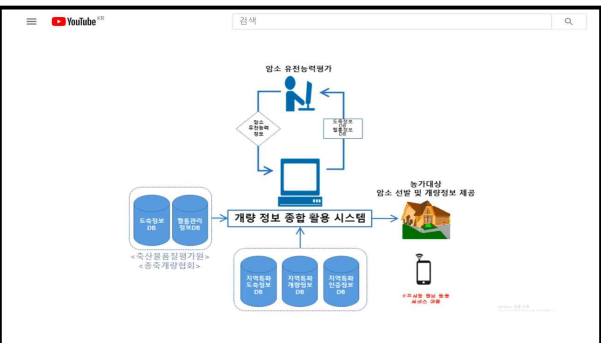 YouTube KR
검색
암소 유전능력평가
암소
유전능력
정보
도축정보
DB
혈통정보
DB
농가대상
암소 선발 및 개량정보 제공
도축정보
DB
혈통관리
정보DB
개량 정보 종합 활용 시스템
<축산물품질평가원>
<종축개량협회>
지역특화
도축정보
DB
지역특화
개량정보
DB
지역특화
인증정보
DB